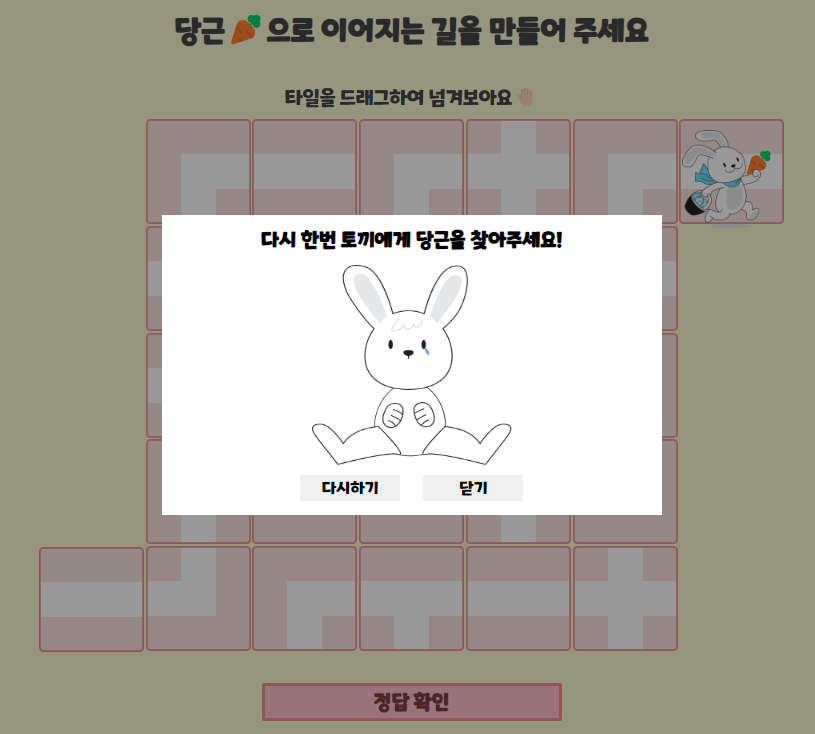 당근 🥕 으로 이어지는 길을 만들어 주세요
타일을 드래그하여 넘겨보아요
다시 한번 토끼에게 당근을 찾아주세요!
다시하기 닫기
정답 확인